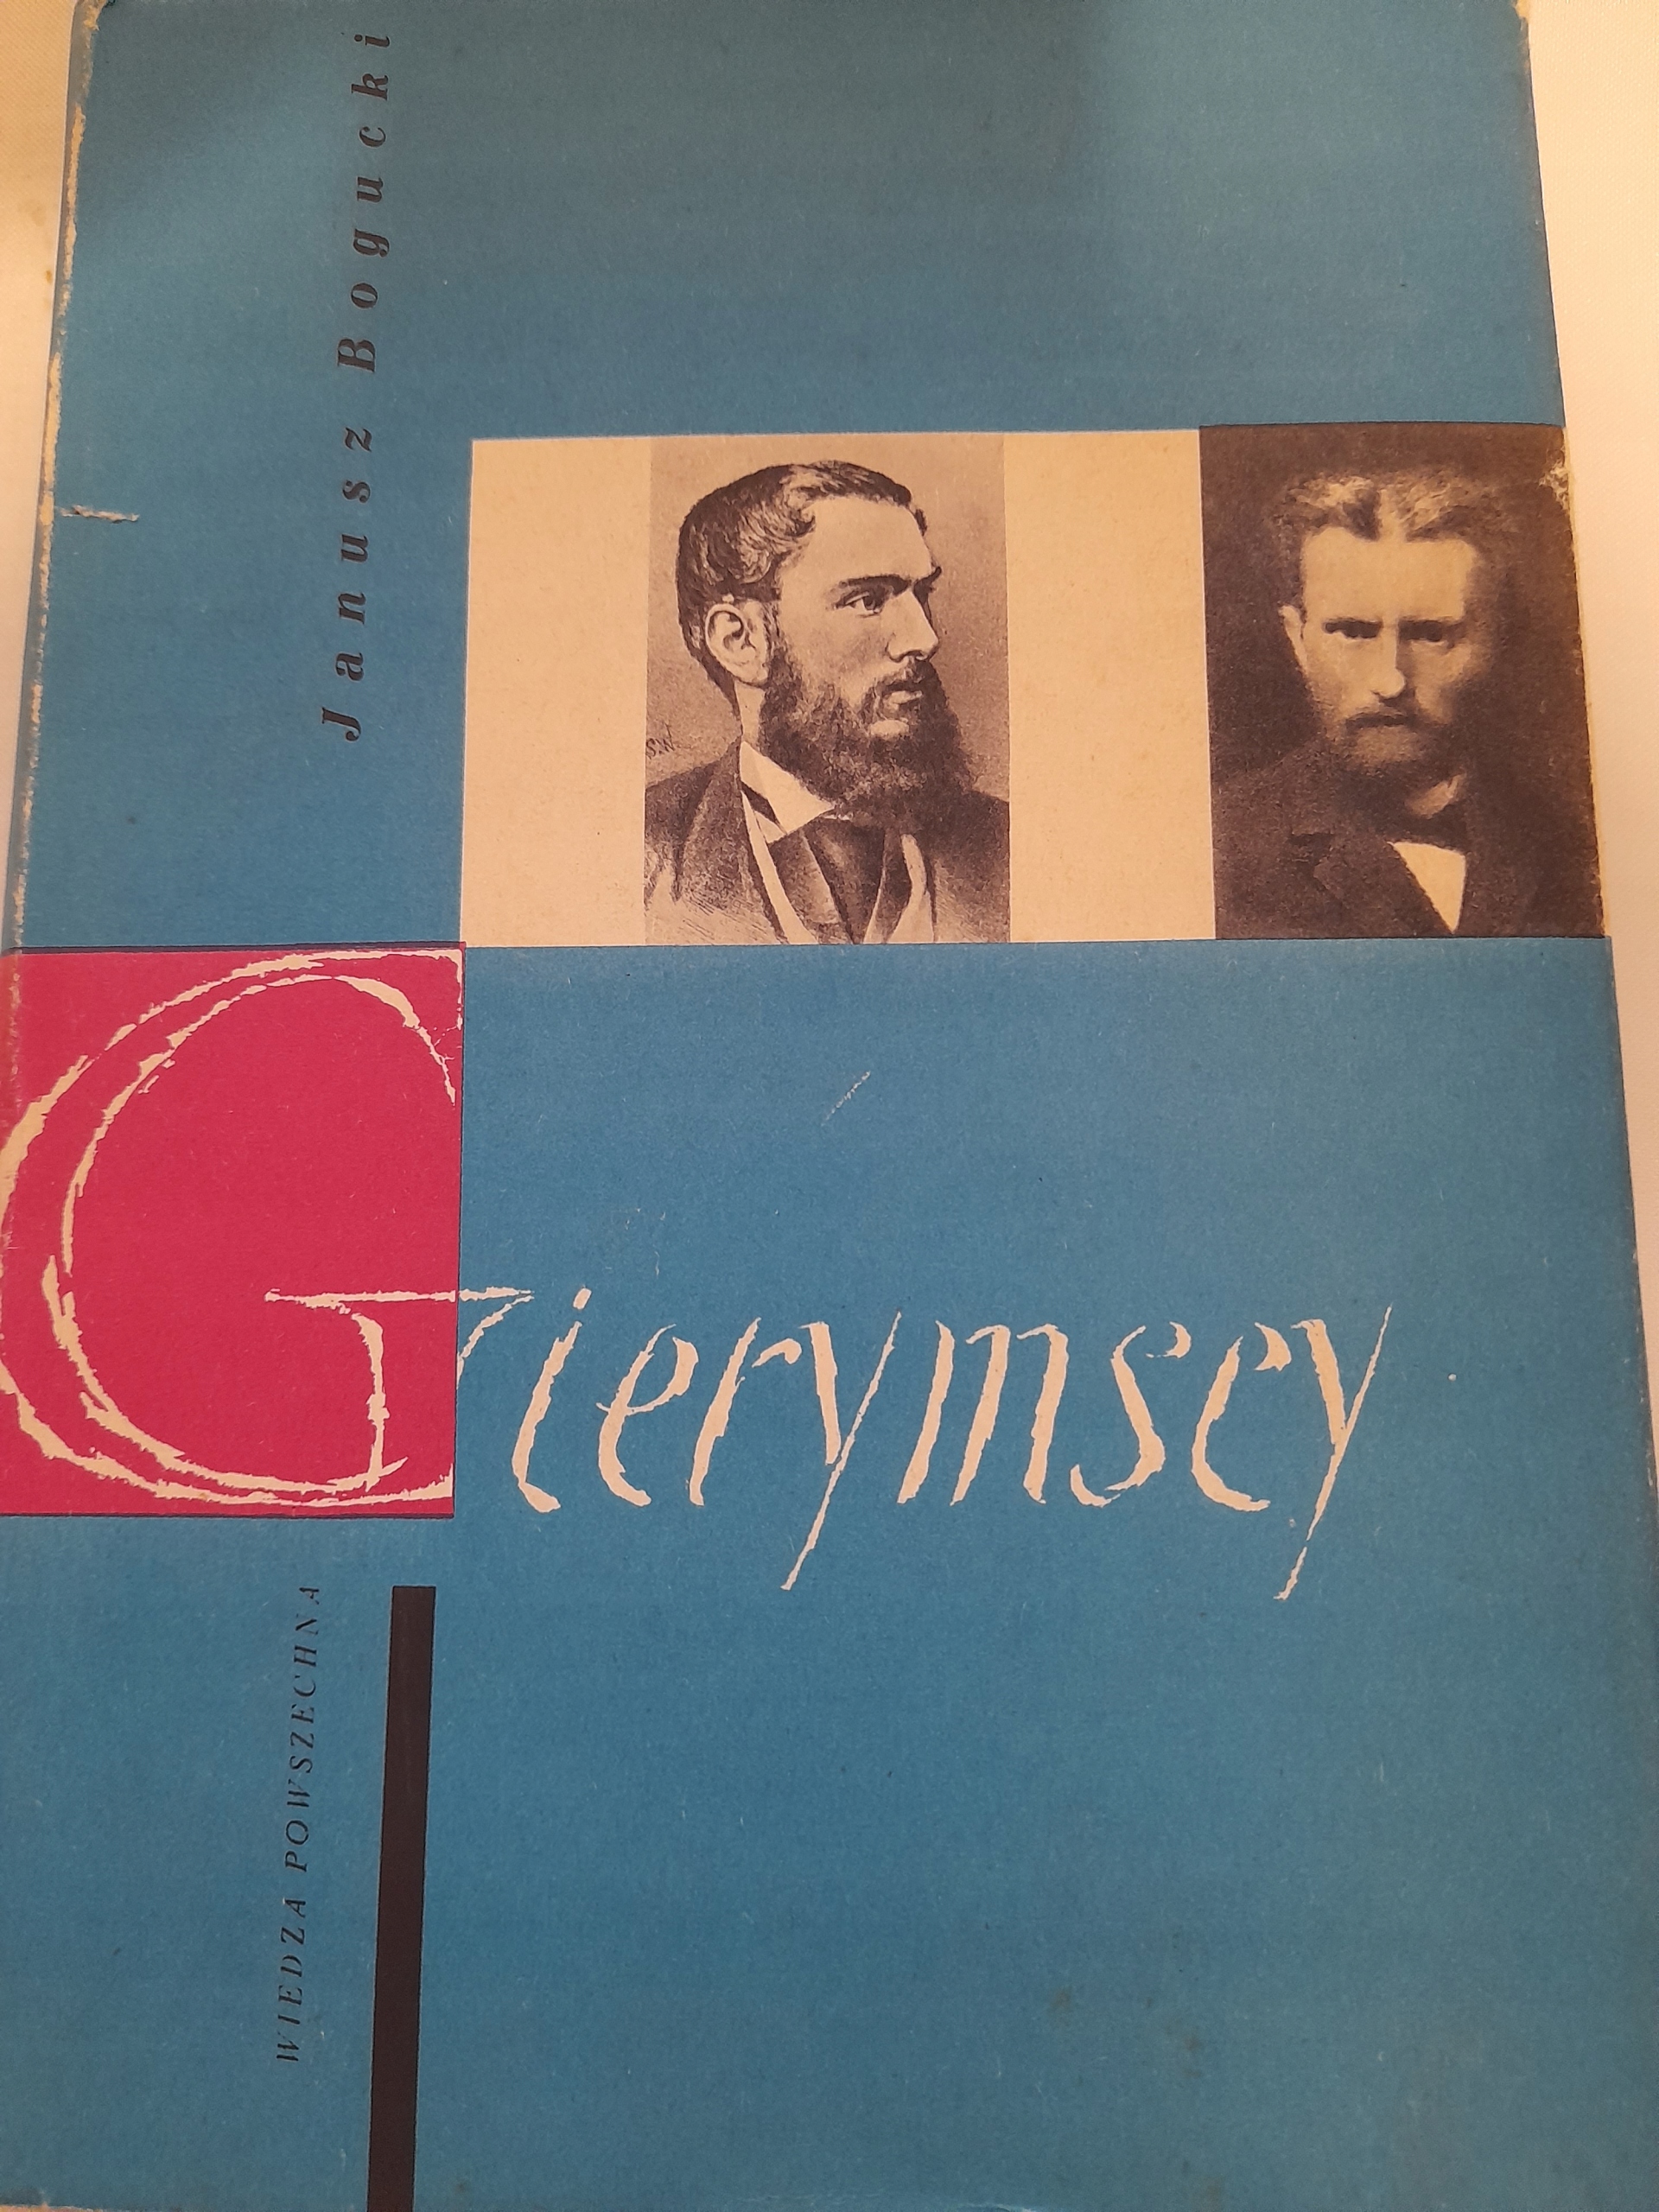 Janusz Bogucki
S.W
Gierymscy
WIEDZA POWSZECHNA